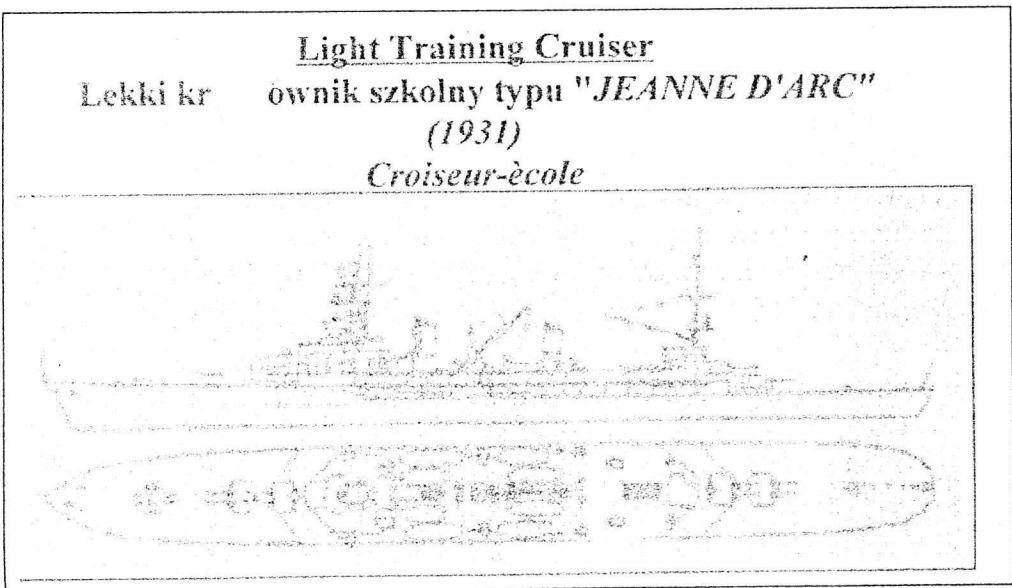 Light Training Cruiser
Lekki kr ownik szkolny typu "JEANNE D'ARC"
(1931)
Croiseur-ècole